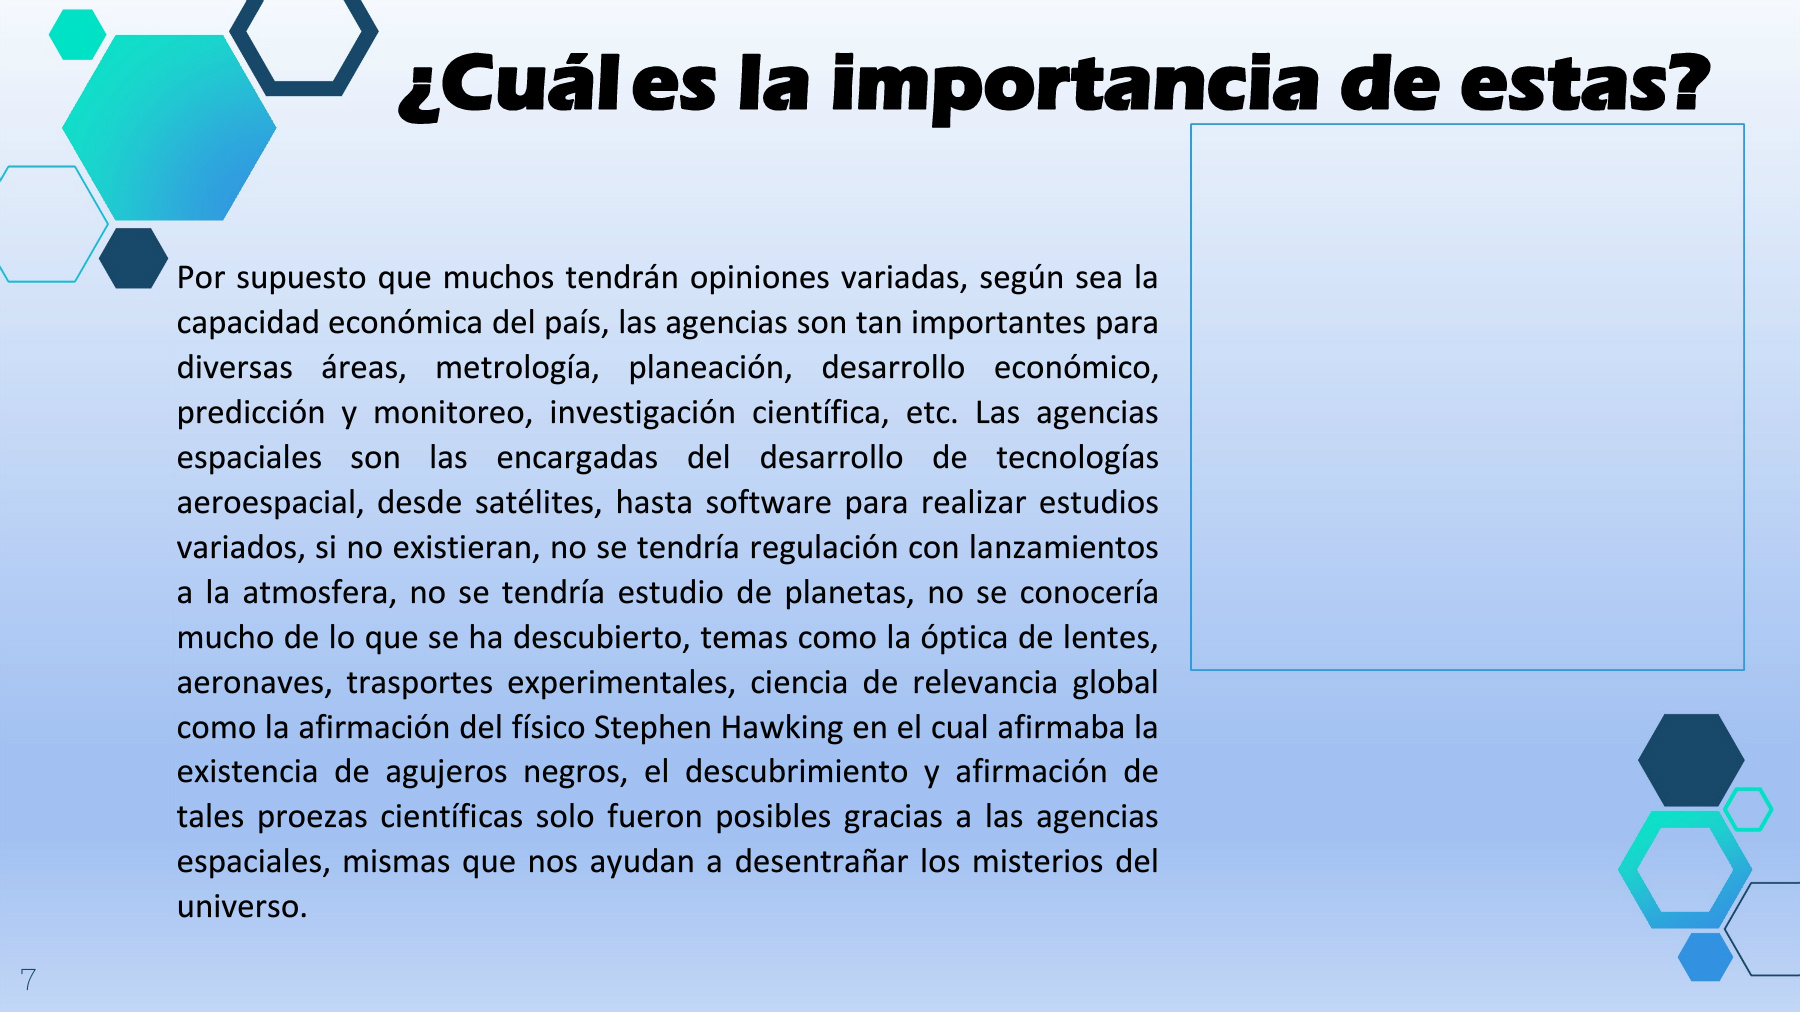 ¿Cuál es la importancia de estas?
Por supuesto que muchos tendrán opiniones variadas, según sea la
capacidad económica del país, las agencias son tan importantes para
diversas áreas, metrología, planeación, desarrollo económico,
predicción y monitoreo, investigación científica, etc. Las agencias
espaciales son las encargadas del desarrollo de tecnologías
aeroespacial, desde satélites, hasta software para realizar estudios
variados, si no existieran, no se tendría regulación con lanzamientos
a la atmosfera, no se tendría estudio de planetas, no se conocería
mucho de lo que se ha descubierto, temas como la óptica de lentes,
aeronaves, trasportes experimentales, ciencia de relevancia global
como la afirmación del físico Stephen Hawking en el cual afirmaba la
existencia de agujeros negros, el descubrimiento y afirmación de
tales proezas científicas solo fueron posibles gracias a las agencias
espaciales, mismas que nos ayudan a desentrañar los misterios del
universo.
7